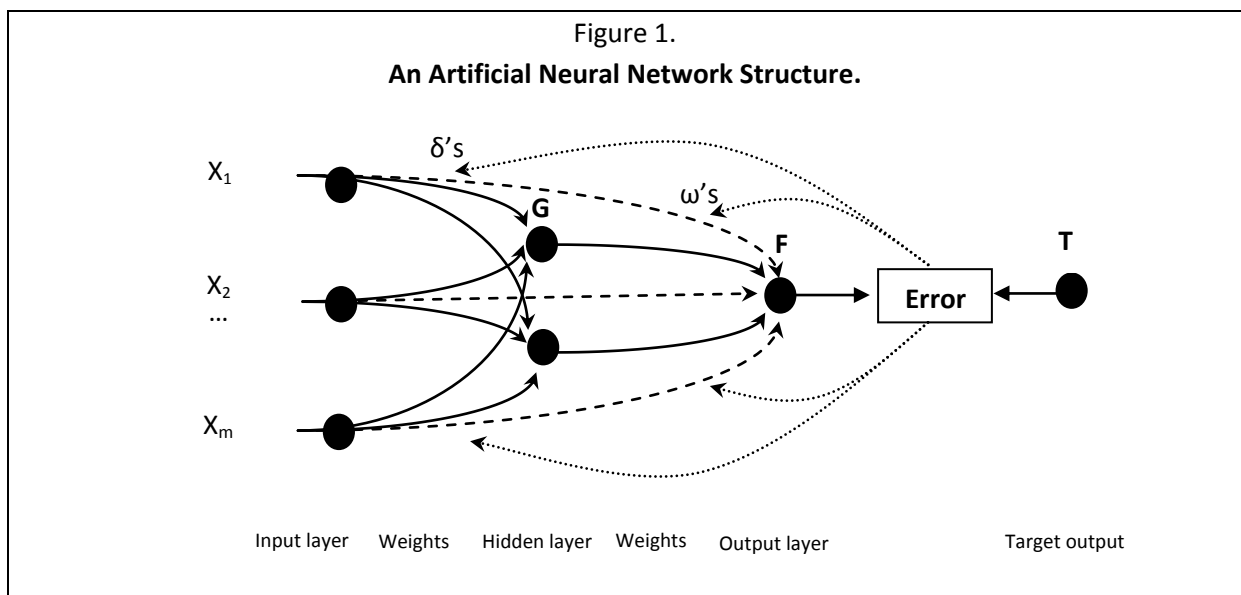 Figure 1.
An Artificial Neural Network Structure.
δ's
X₁
ω's
G
F
T
X₂
...
Error
Xₘ
Input layer Weights Hidden layer Weights Output layer Target output